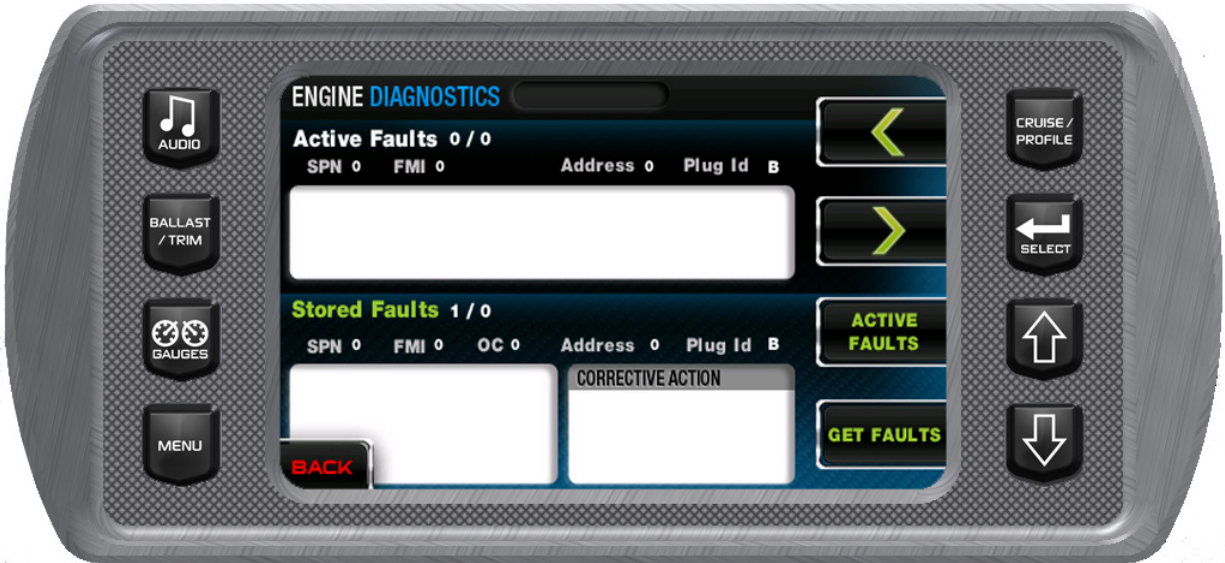 ENGINE DIAGNOSTICS
Active Faults 0 / 0
SPN 0 FMI 0 Address 0 Plug Id B
Stored Faults 1 / 0
SPN 0 FMI 0 OC 0 Address 0 Plug Id B
CORRECTIVE ACTION
BACK
ACTIVE
FAULTS
GET FAULTS
AUDIO
BALLAST
/ TRIM
GAUGES
MENU
CRUISE /
PROFILE
SELECT